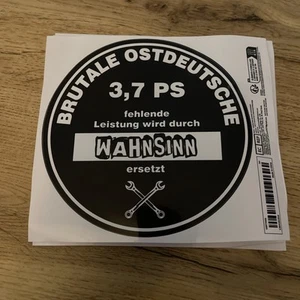 BRUTALE OSTDEUTSCHE
3,7 PS
fehlende
Leistung wird durch
WAHNSINN
ersetzt